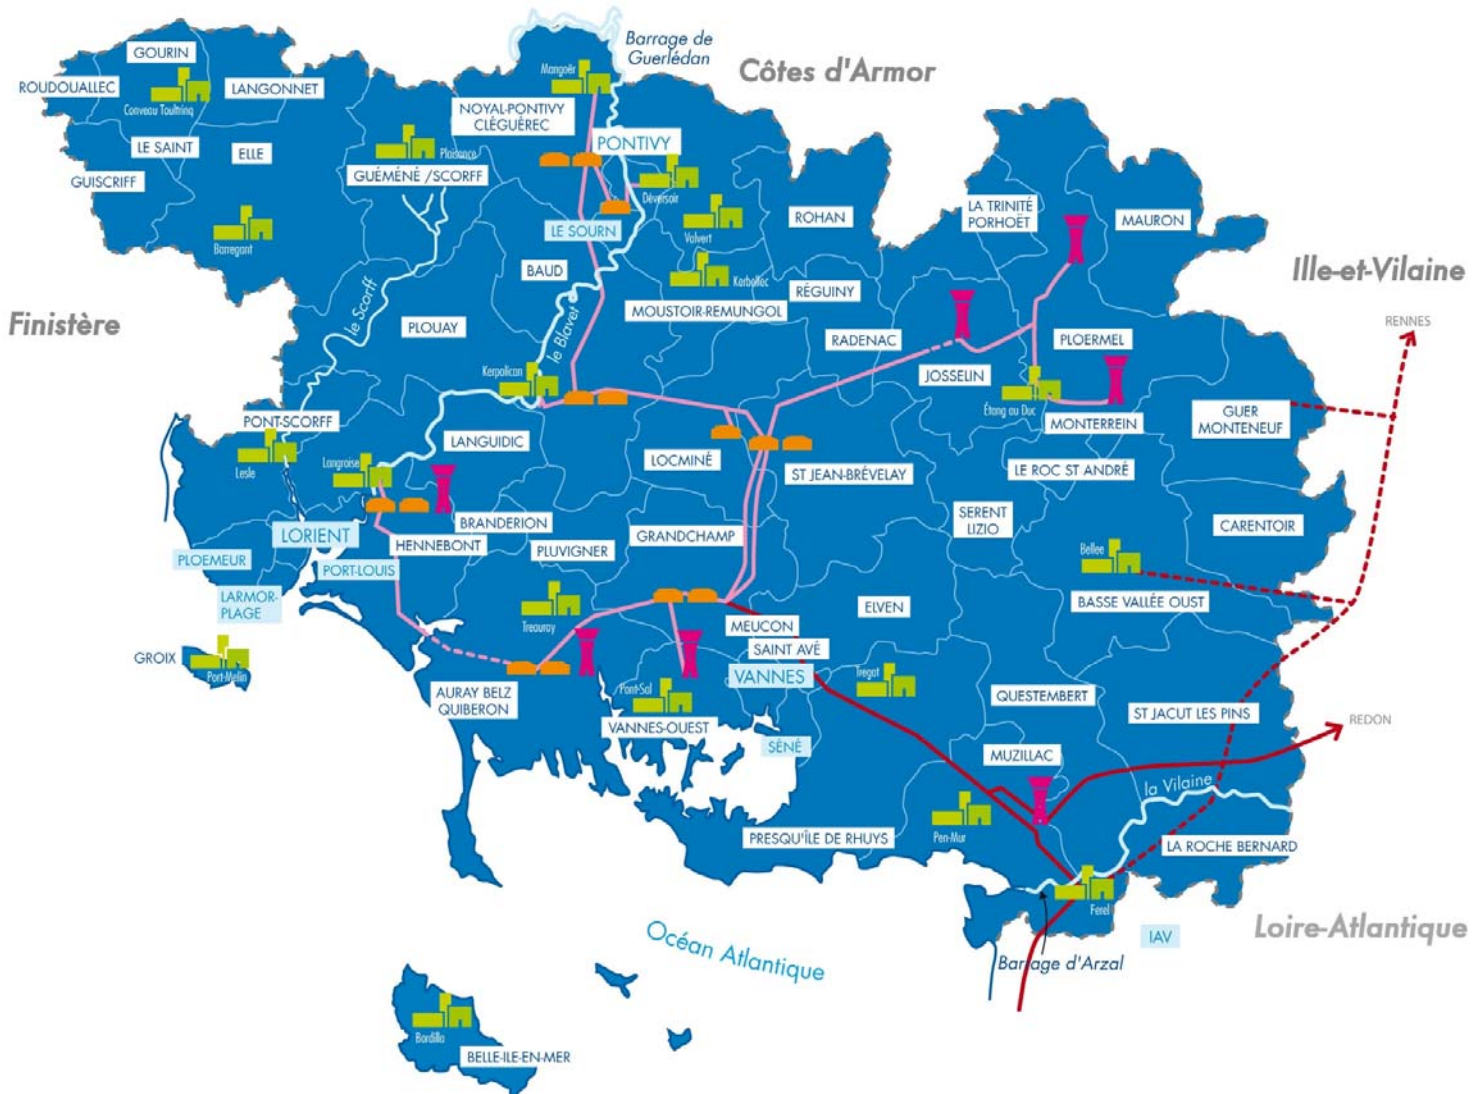 Barrage de
Guerlédan
Côtes d'Armor
GOURIN
Mangoër
ROUDOUALLEC
LANGONNET
Conveau Toultrinq
NOYAL-PONTIVY
CLÉGUÉREC
PONTIVY
LE SAINT
ELLE
Plaisance
GUÉMÉNÉ /SCORFF
GUISCRIFF
Déversoir
LA TRINITÉ
PORHOËT
MAURON
ROHAN
Valvert
LE SOURN
Barregant
BAUD
Kerbollec
Ille-et-Vilaine
RÉGUINY
MOUSTOIR-REMUNGOL
le Scorff
Finistère
PLOUAY
le Blavet
RENNES
RADENAC
PLOERMEL
Kerpolican
JOSSELIN
Étang au Duc
GUER
MONTENEUF
PONT-SCORFF
MONTERREIN
LANGUIDIC
Lesle
Langroise
LOCMINÉ
LE ROC ST ANDRÉ
ST JEAN-BRÉVELAY
SERENT
LIZIO
BRANDERION
CARENTOIR
LORIENT
GRANDCHAMP
HENNEBONT
PLUVIGNER
Bellee
PLOEMEUR
PORT-LOUIS
LARMOR-
PLAGE
BASSE VALLÉE OUST
ELVEN
Treauray
MEUCON
SAINT AVÉ
GROIX
Port-Melin
VANNES
Tregat
AURAY BELZ
QUIBERON
Pont-Sal
QUESTEMBERT
ST JACUT LES PINS
REDON
VANNES-OUEST
SÉNÉ
MUZILLAC
la Vilaine
Pen-Mur
PRESQU'ÎLE DE RHUYS
LA ROCHE BERNARD
Ferel
Océan Atlantique
IAV
Loire-Atlantique
Barrage d'Arzal
Bordilla
BELLE-ILE-EN-MER